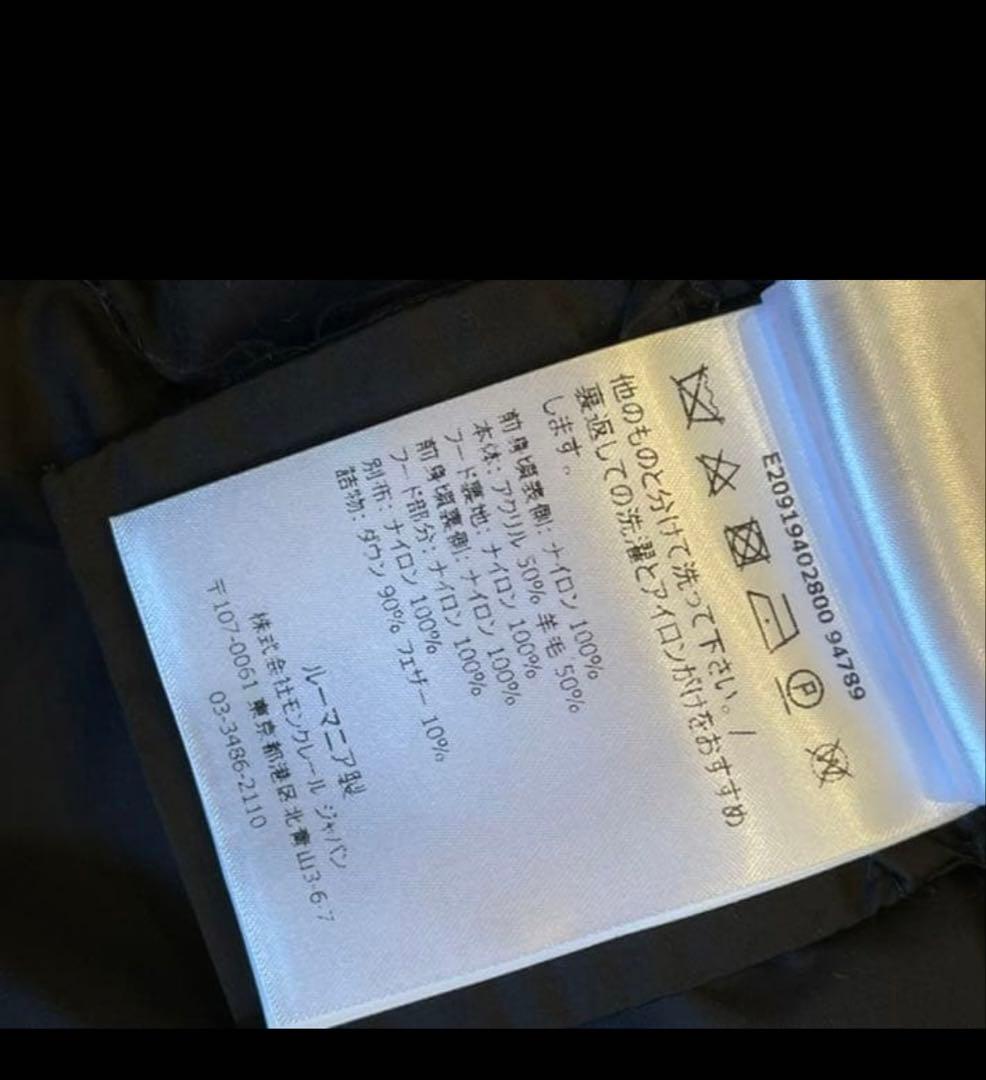 E20919402800 94789
P
他のものと分けて洗って下さい。/
裏返しての洗濯とアイロンがけをおすすめ
します。
前身頃表側: ナイロン 100%
本体: アクリル 50% 羊毛 50%
フード裏地: ナイロン 100%
前身頃裏側: ナイロン 100%
フード部分: ナイロン 100%
別布: ナイロン 100%
詰物: ダウン 90% フェザー 10%
ルーマニア製
株式会社モンクレール ジャパン
〒107-0061 東京都港区北青山3-6-7
03-3486-2110